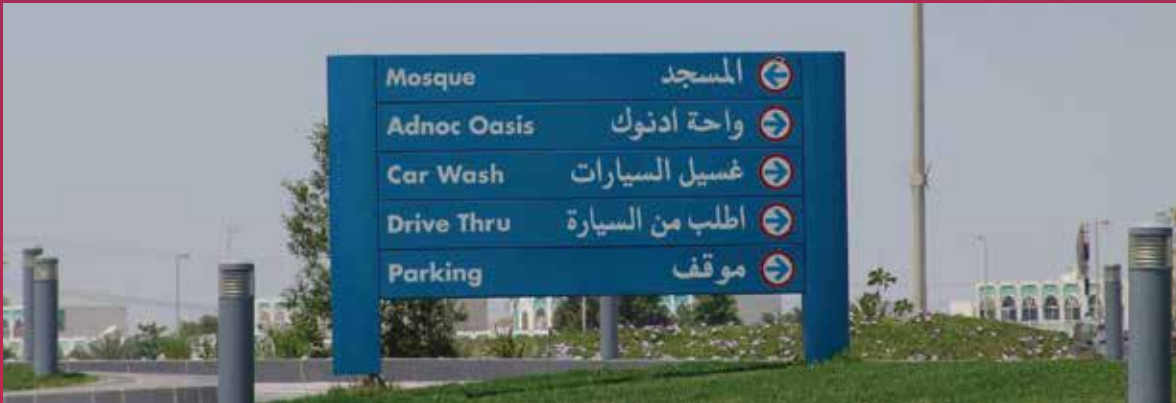 Mosque المسجد
Adnoc Oasis واحة ادنوك
Car Wash غسيل السيارات
Drive Thru اطلب من السيارة
Parking موقف